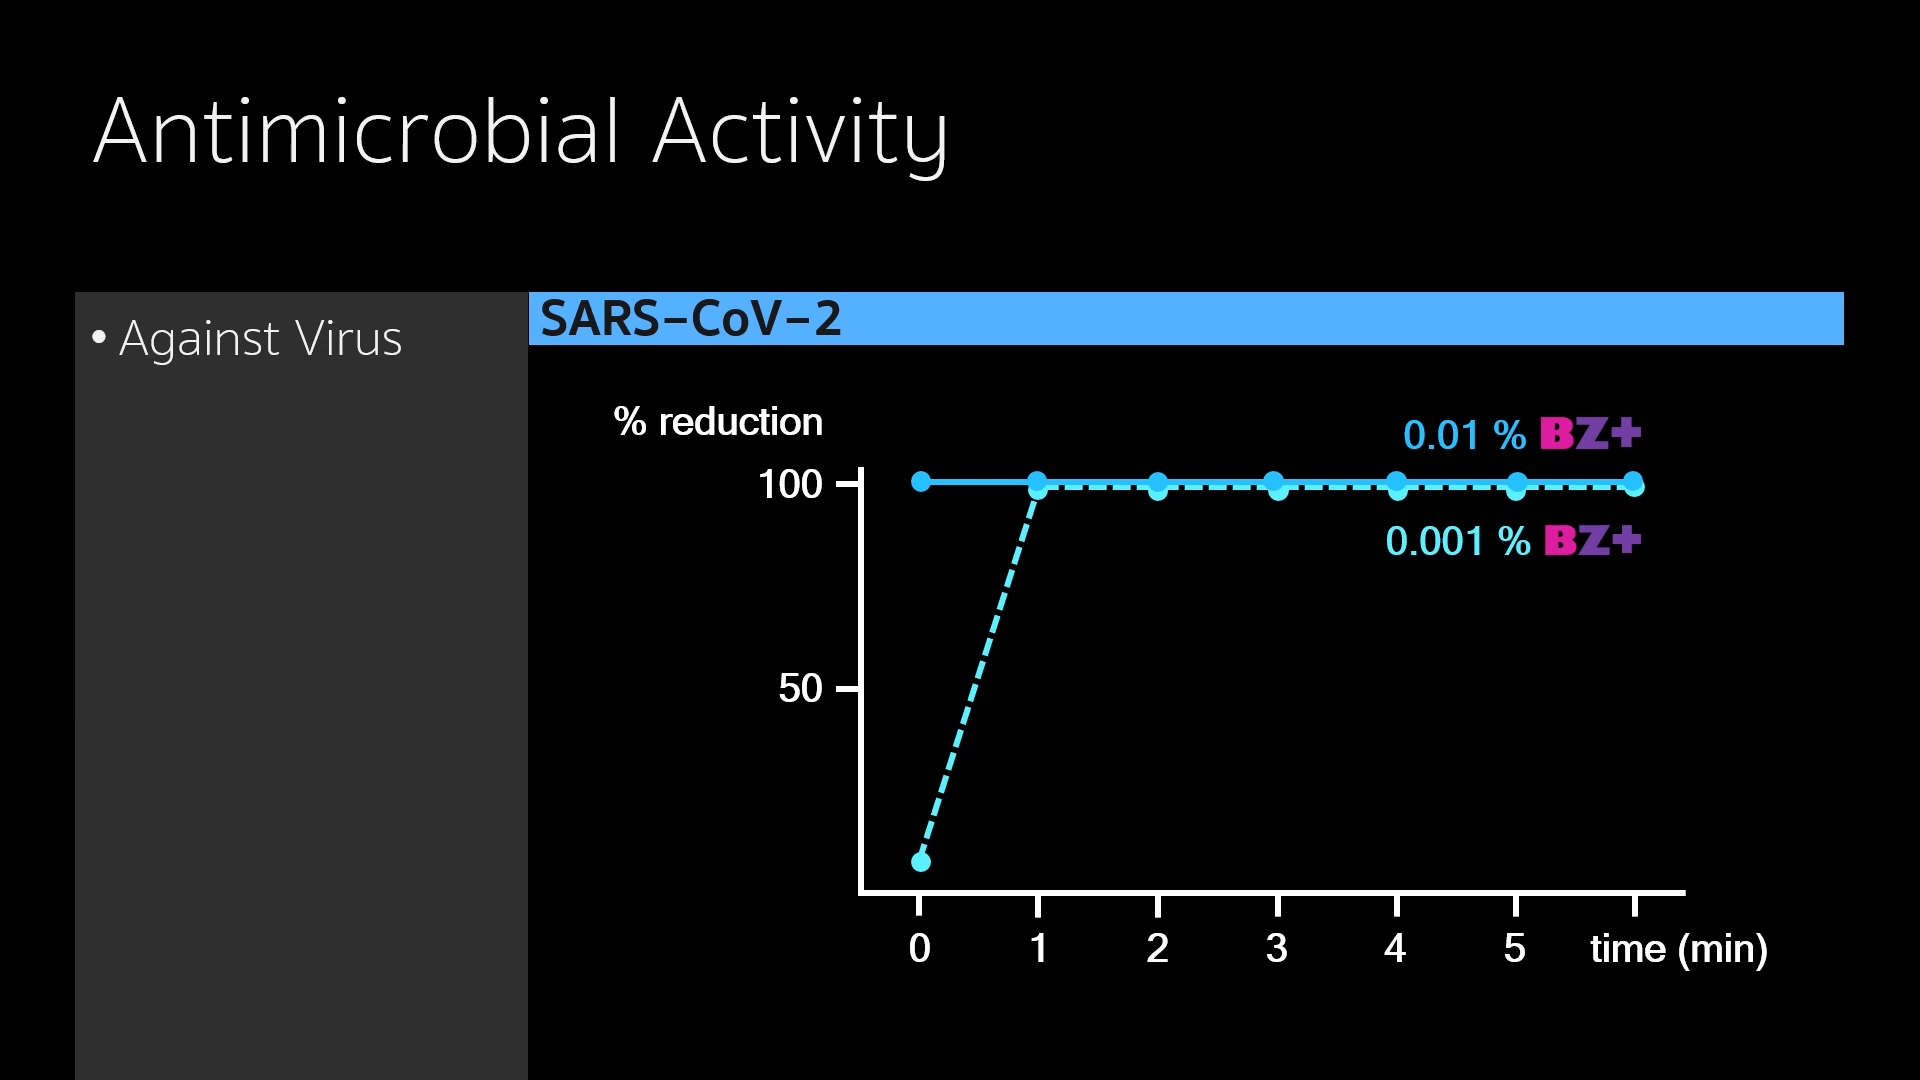 Antimicrobial Activity
• Against Virus
SARS-CoV-2
% reduction
0.01 % BZ+
100
0.001 % BZ+
50
0 1 2 3 4 5 time (min)